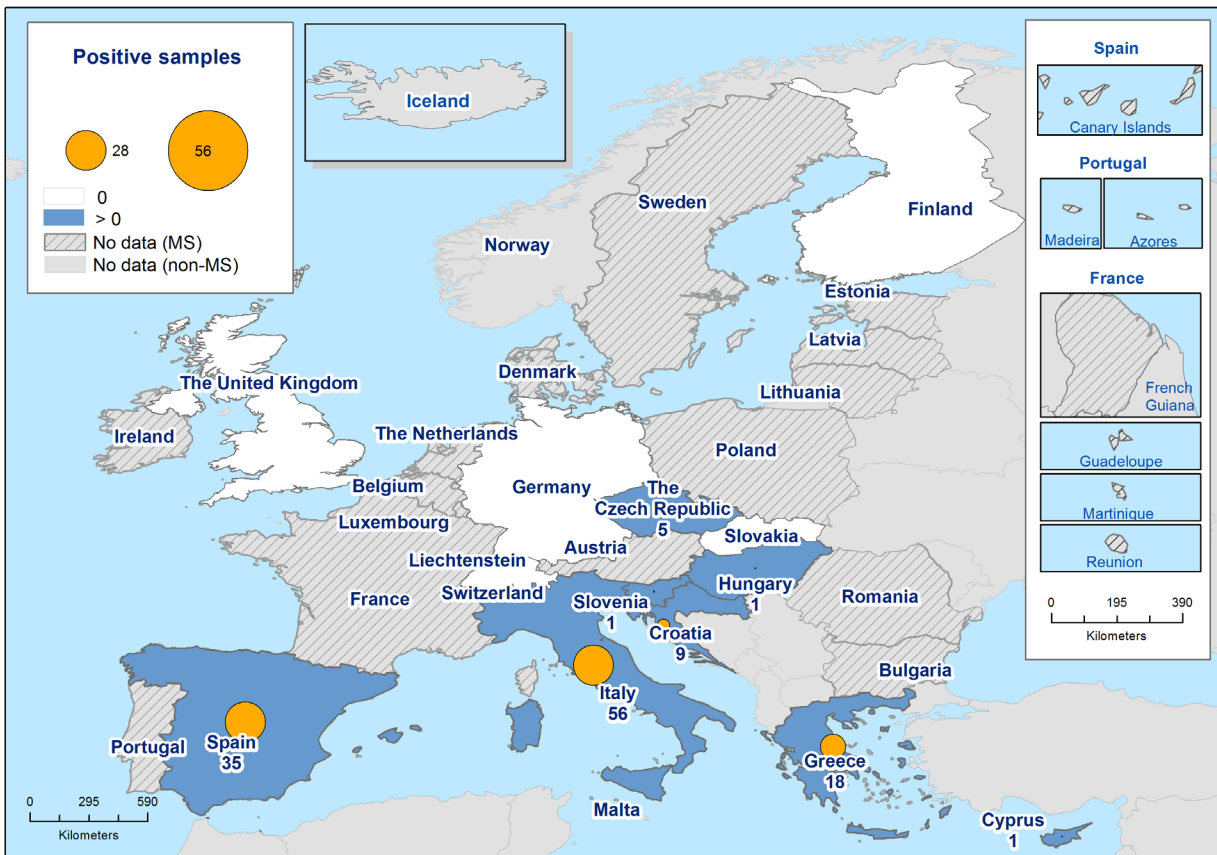 Positive samples
28
56
0
> 0
No data (MS)
No data (non-MS)
Iceland
Sweden
Finland
Norway
Estonia
Latvia
Denmark
Lithuania
The United Kingdom
Ireland
The Netherlands
Poland
Belgium
Germany
The
Czech Republic
5
Luxembourg
Slovakia
Austria
Liechtenstein
Switzerland
France
Slovenia
1
Hungary
1
Romania
Croatia
9
Bulgaria
Italy
56
Portugal
Spain
35
Greece
18
Malta
Cyprus
1
0 295 590
Kilometers
Spain
Canary Islands
Portugal
Madeira
Azores
France
French
Guiana
Guadeloupe
Martinique
Reunion
0 195 390
Kilometers